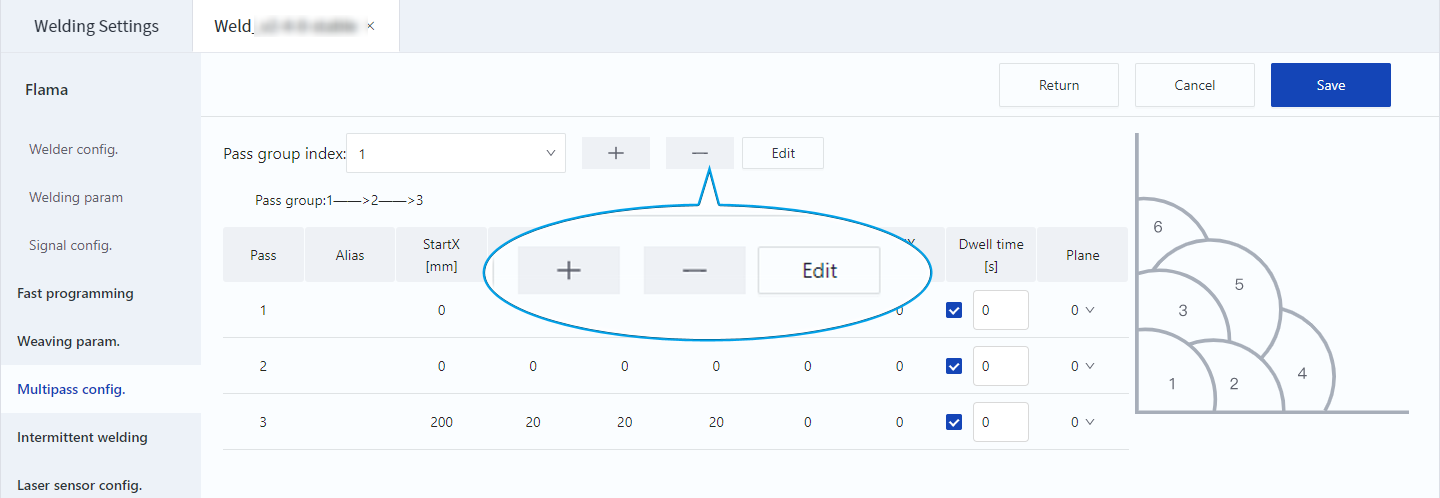 Welding Settings
Weld_
Flama
Return
Cancel
Save
Welder config.
Welding param
Signal config.
Fast programming
Weaving param.
Multipass config.
Intermittent welding
Laser sensor config.
Pass group index: 1 Edit
Pass group:1——>2——>3
Pass Alias StartX [mm] Dwell time [s] Plane
+ — Edit
1 0 0 0 0
2 0 0 0 0 0 0 0 0
3 200 20 20 20 0 0 0 0
6
5
3
4
1
2